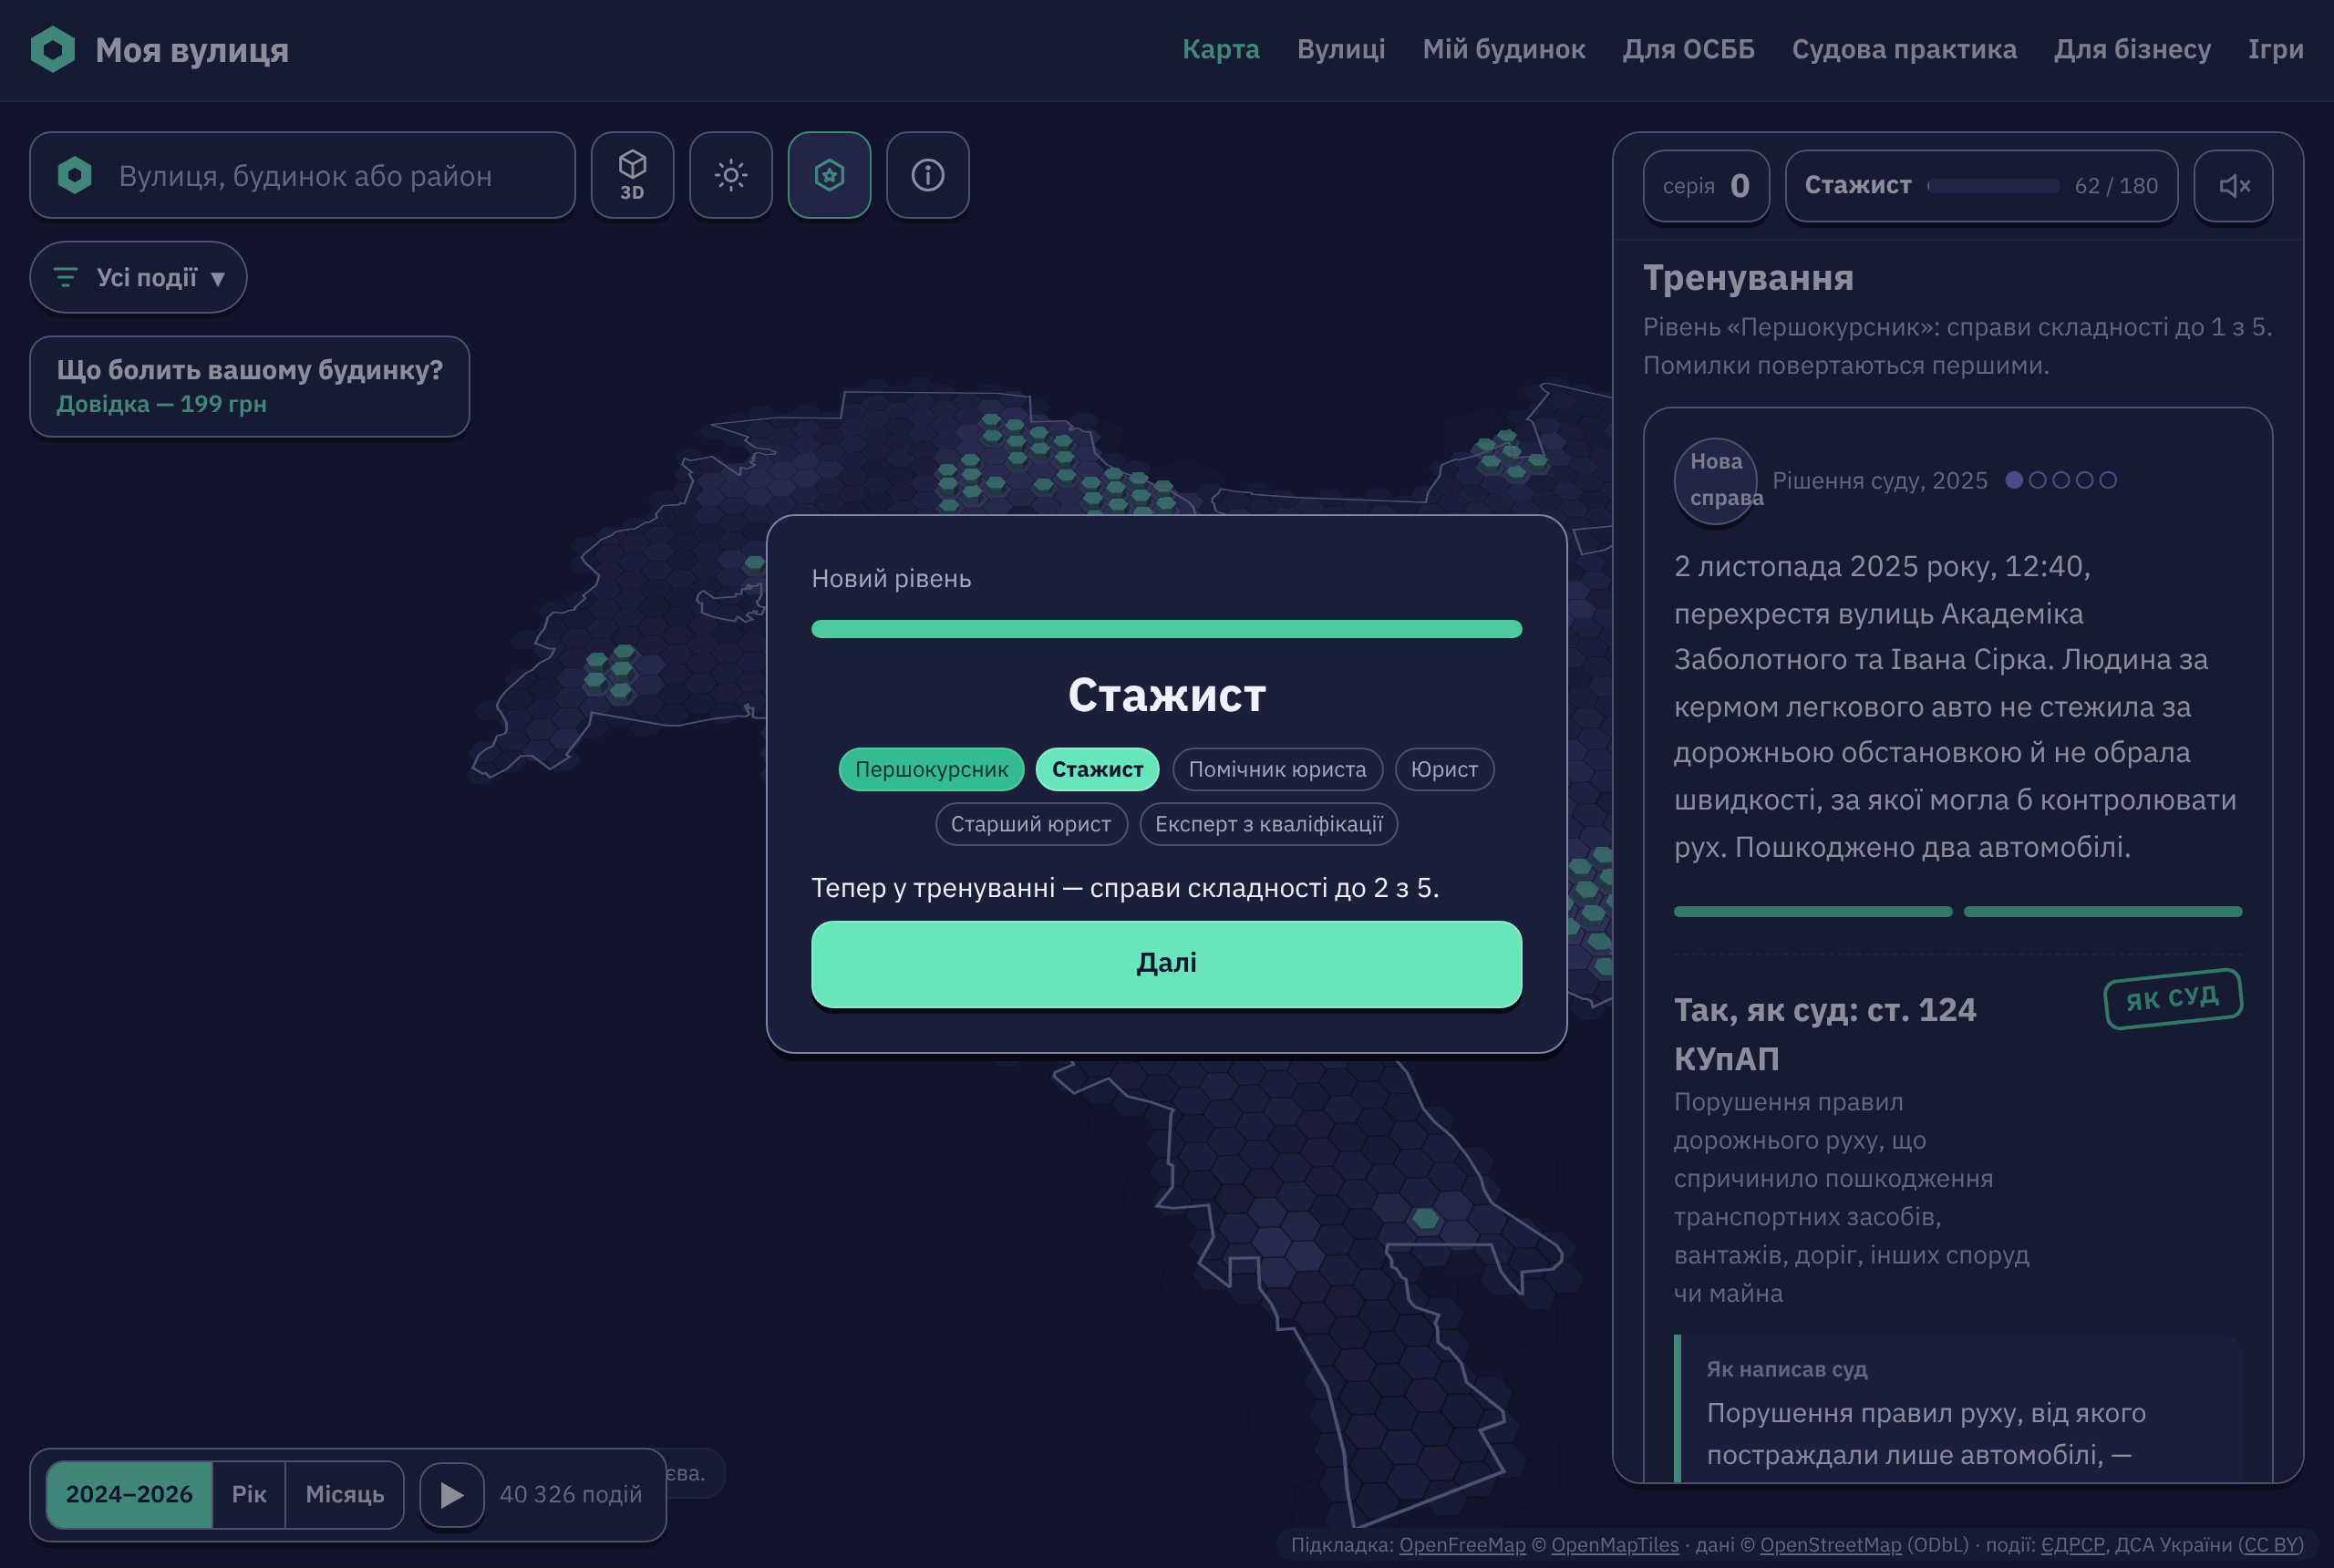 Моя вулиця
Карта Вулиці Мій будинок Для ОСББ Судова практика Для бізнесу Ігри
Вулиця, будинок або район
3D
Усі події ▼
Що болить вашому будинку?
Довідка — 199 грн
серія 0 Стажист 62 / 180
Тренування
Рівень «Першокурсник»: справи складності до 1 з 5.
Помилки повертаються першими.
Нова
справа
Рішення суду, 2025
2 листопада 2025 року, 12:40,
перехрестя вулиць Академіка
Заболотного та Івана Сірка. Людина за
кермом легкового авто не стежила за
дорожньою обстановкою й не обрала
швидкості, за якої могла б контролювати
рух. Пошкоджено два автомобілі.
Так, як суд: ст. 124
КУпАП
ЯК СУД
Порушення правил
дорожнього руху, що
спричинило пошкодження
транспортних засобів,
вантажів, доріг, інших споруд
чи майна
Як написав суд
Порушення правил руху, від якого
постраждали лише автомобілі, —
Новий рівень
Стажист
Першокурсник Стажист Помічник юриста Юрист
Старший юрист Експерт з кваліфікації
Тепер у тренуванні — справи складності до 2 з 5.
Далі
2024–2026 Рік Місяць 40 326 подій
єва.
Підкладка: OpenFreeMap © OpenMapTiles · дані © OpenStreetMap (ODbL) · події: ЄДРСР, ДСА України (CC BY)